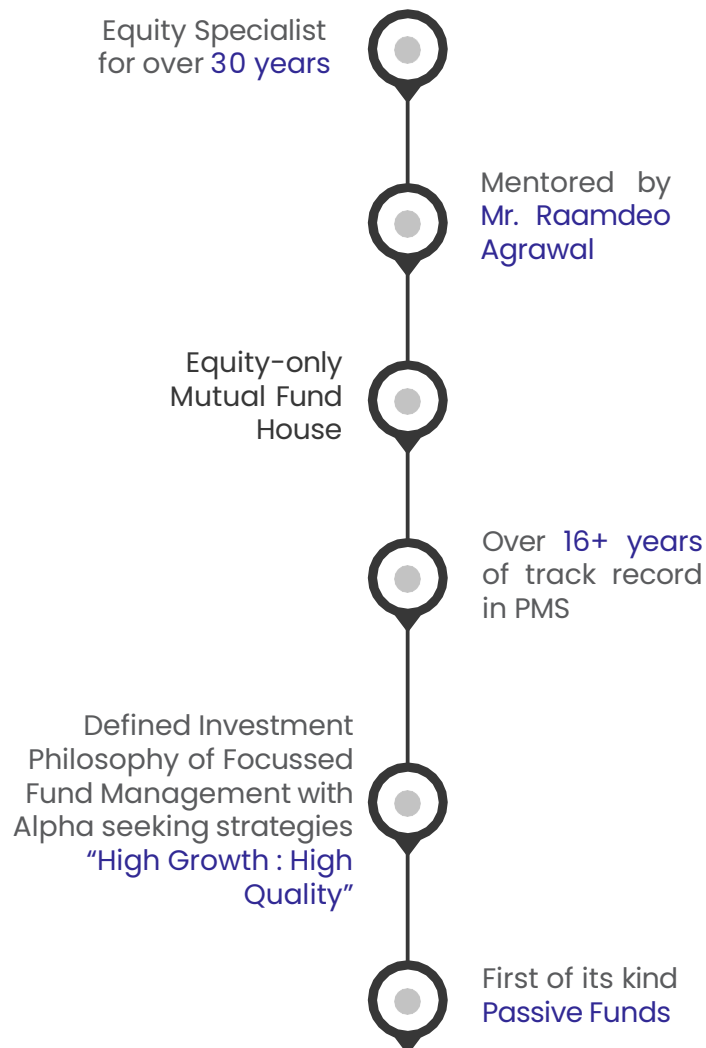 Equity Specialist
for over 30 years
Mentored by
Mr. Raamdeo
Agrawal
Equity-only
Mutual Fund
House
Over 16+ years
of track record
in PMS
Defined Investment
Philosophy of Focussed
Fund Management with
Alpha seeking strategies
“High Growth : High
Quality”
First of its kind
Passive Funds